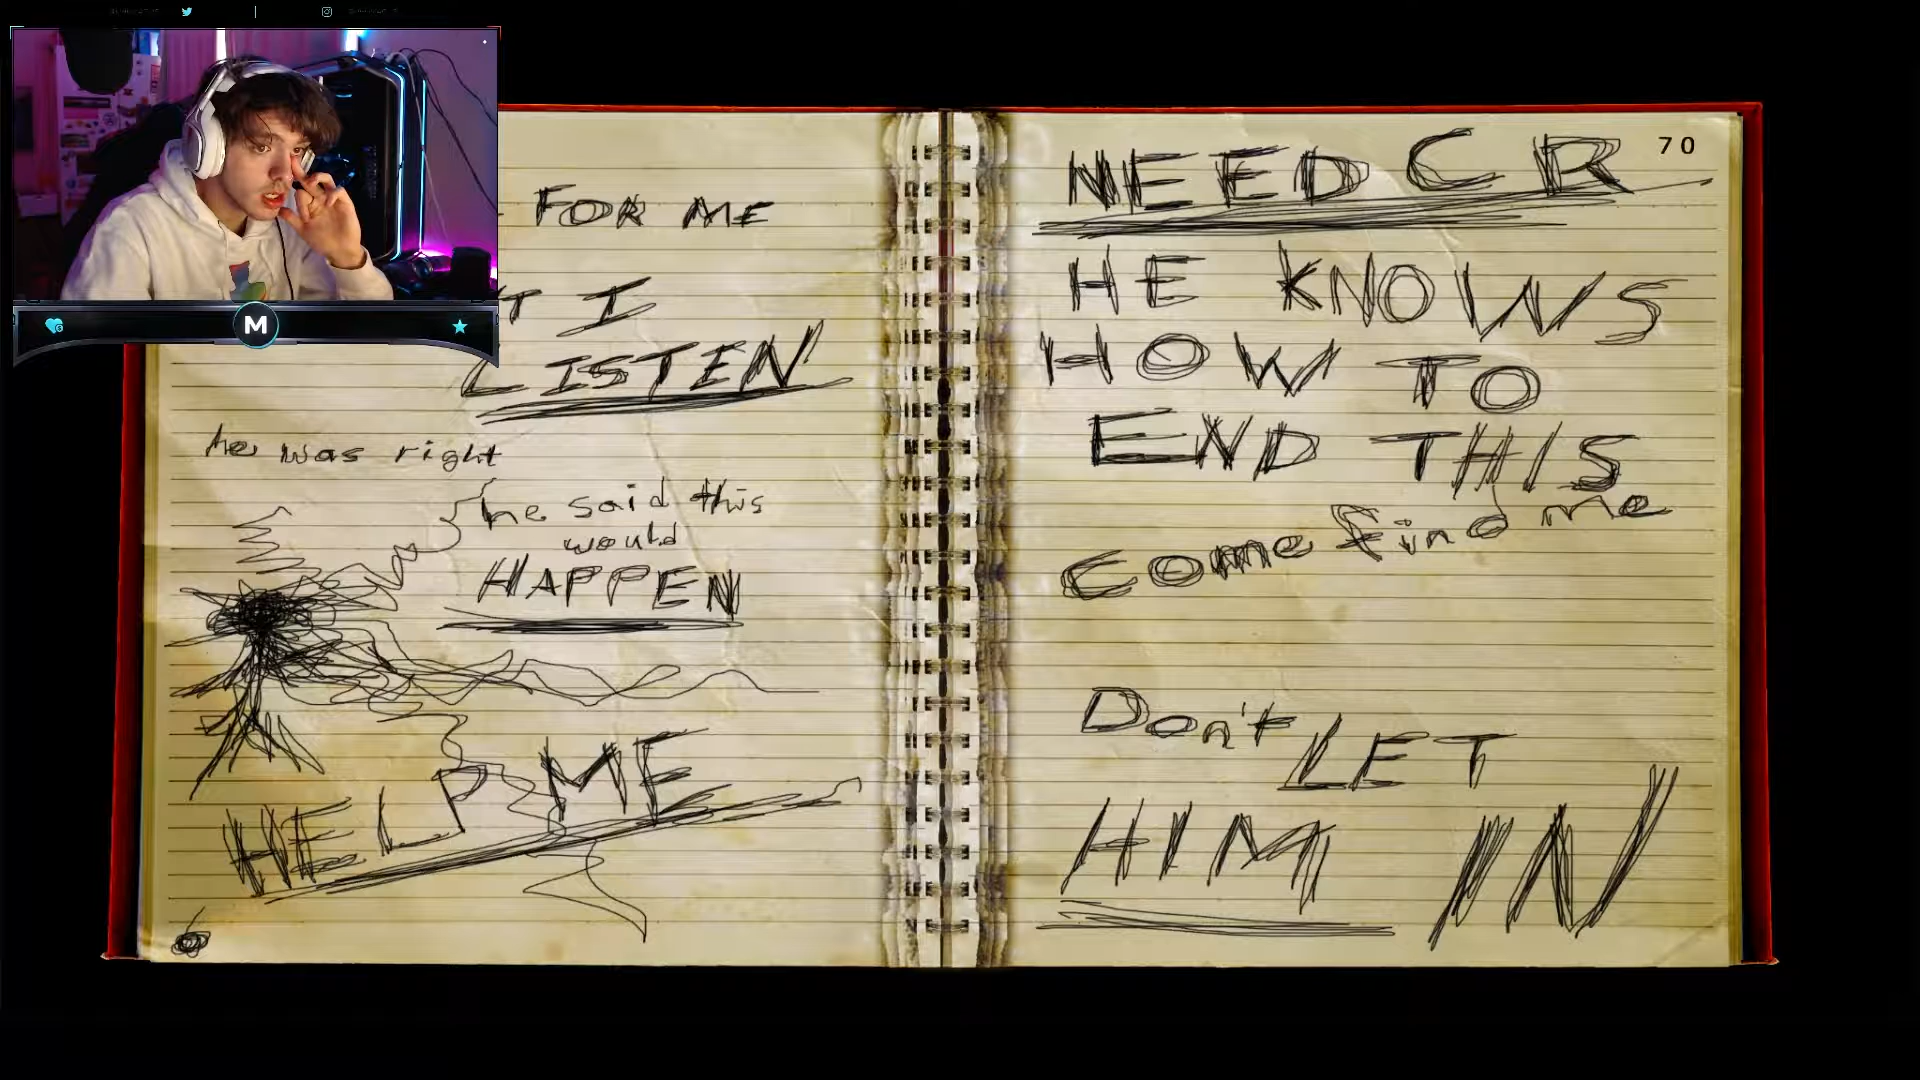 M
FOR ME
T I
LISTEN
he was right
he said this
would
HAPPEN
HELP ME
70
NEED CR
HE KNOWS
HOW TO
END THIS
come find me
Don't LET
HIM IN